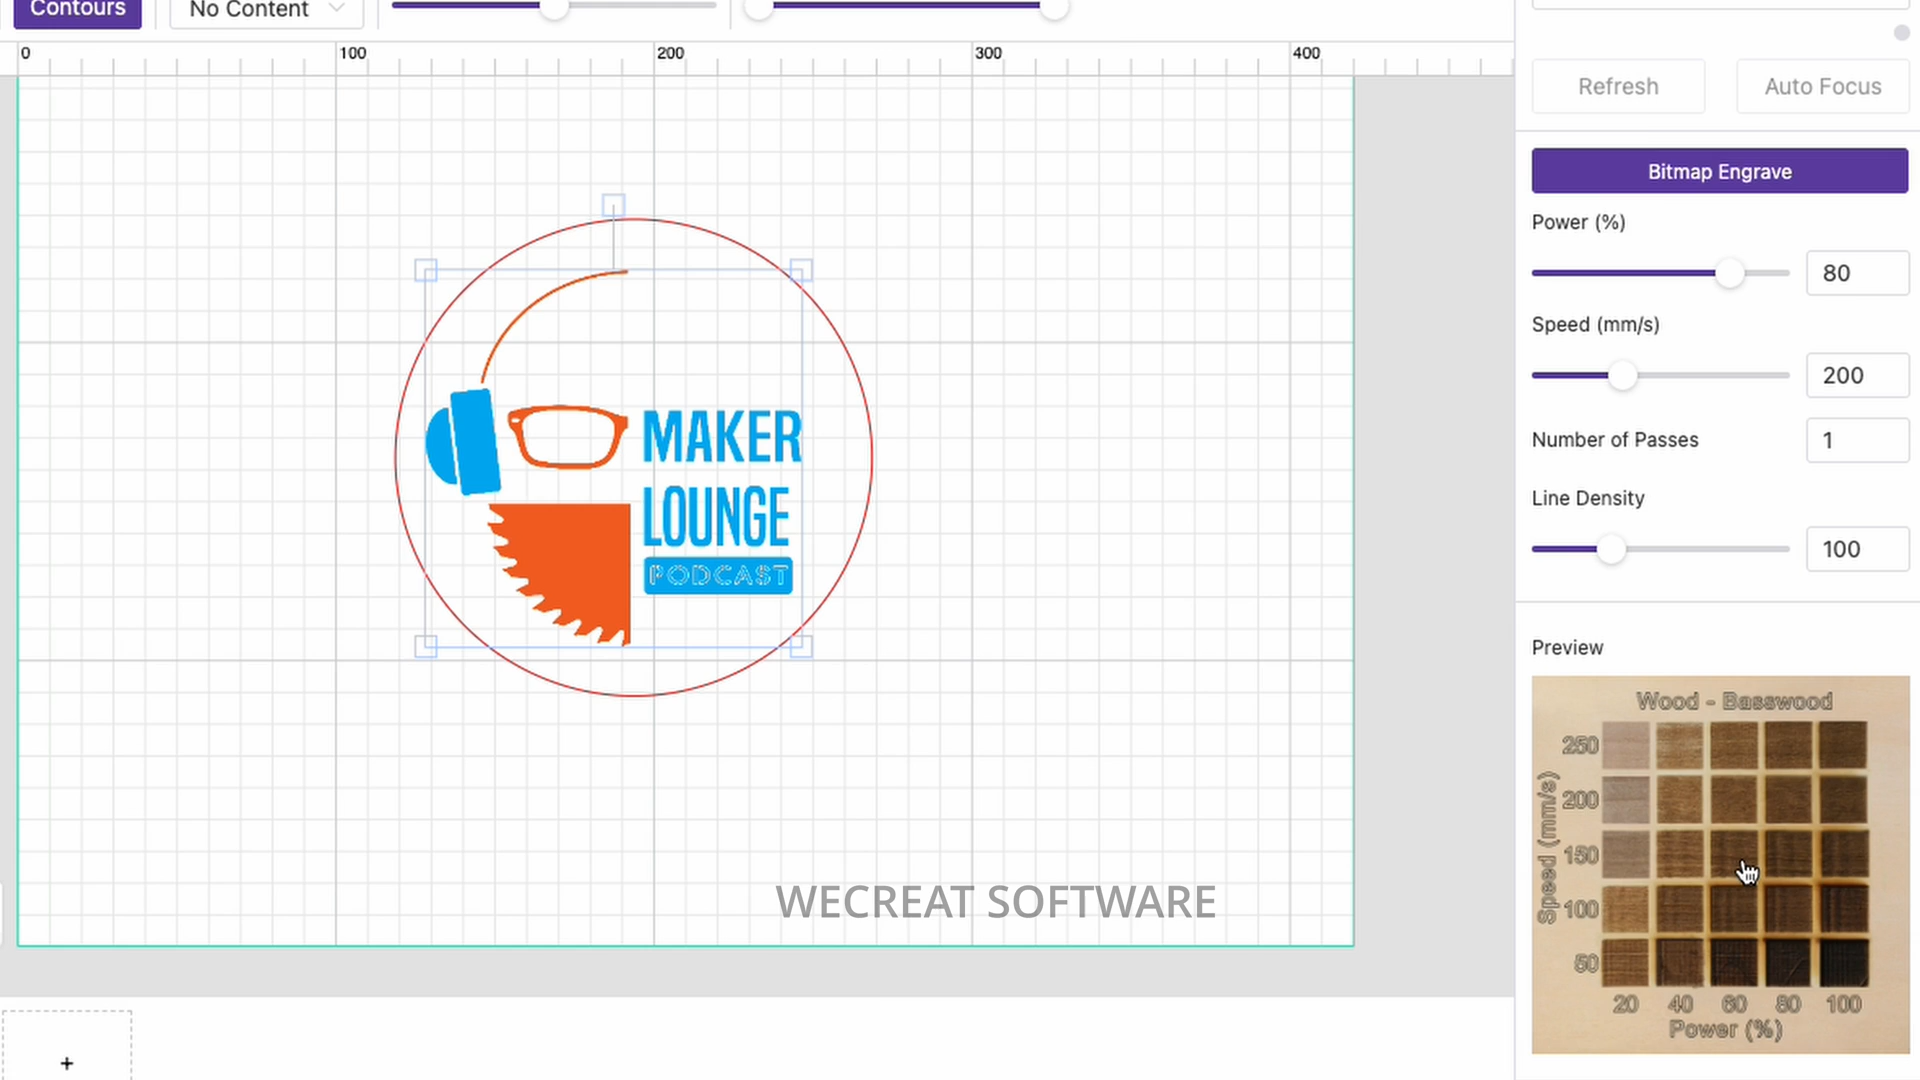 Contours
No Content
0 100 200 300 400
Refresh
Auto Focus
Bitmap Engrave
Power (%)
80
Speed (mm/s)
200
Number of Passes
1
Line Density
100
Preview
MAKER
LOUNGE
PODCAST
WECREAT SOFTWARE
Wood - Basswood
Speed (mm/s)
250
200
150
100
50
20 40 60 80 100
Power (%)
+